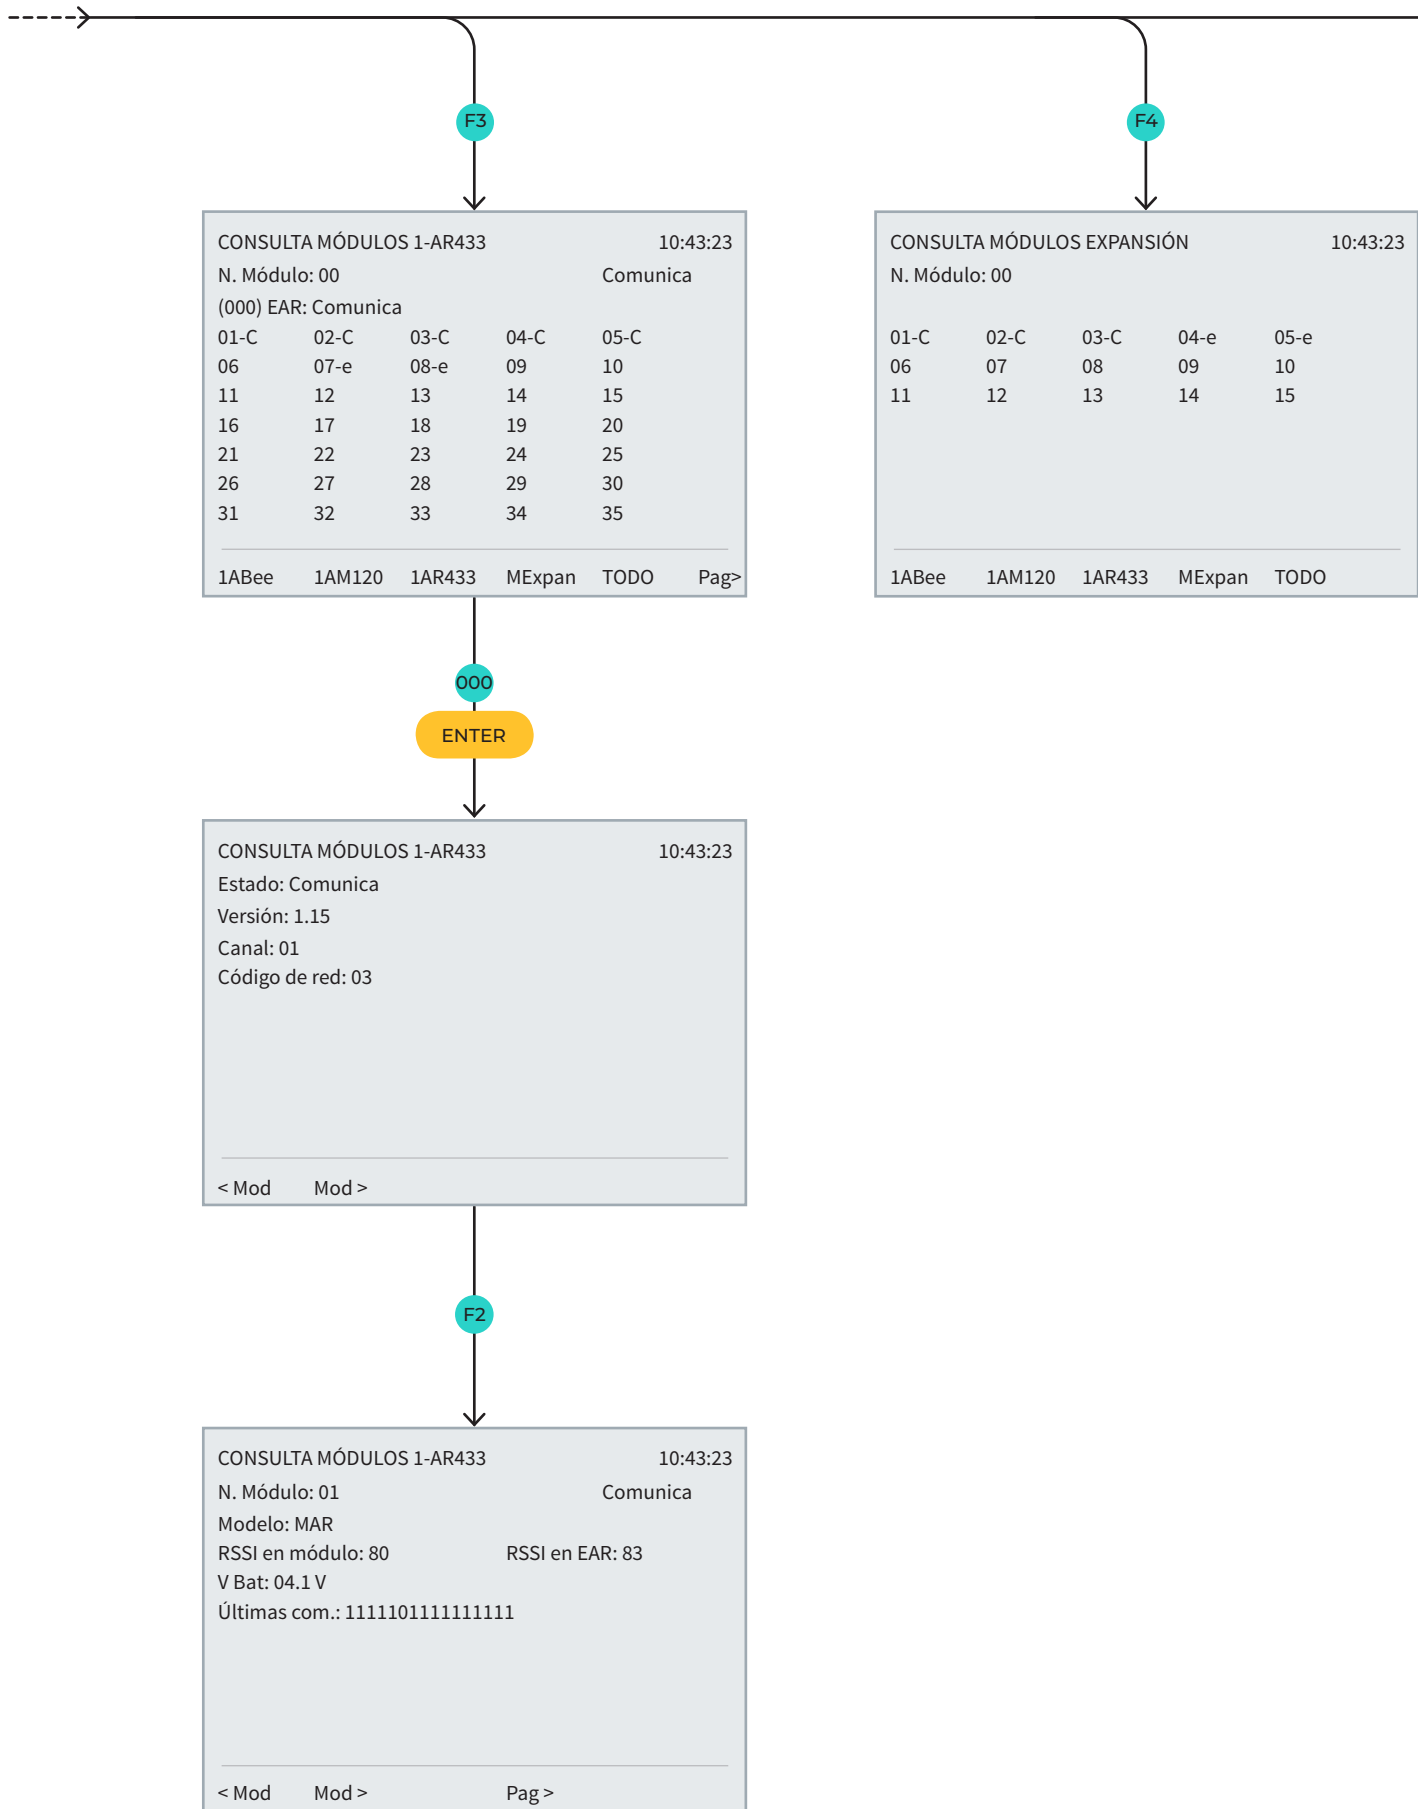 F3
CONSULTA MÓDULOS 1-AR433 10:43:23
N. Módulo: 00 Comunica
(000) EAR: Comunica
01-C 02-C 03-C 04-C 05-C
06 07-e 08-e 09 10
11 12 13 14 15
16 17 18 19 20
21 22 23 24 25
26 27 28 29 30
31 32 33 34 35
1ABee 1AM120 1AR433 MExpan TODO Pag>
F4
CONSULTA MÓDULOS EXPANSIÓN 10:43:23
N. Módulo: 00
01-C 02-C 03-C 04-e 05-e
06 07 08 09 10
11 12 13 14 15
1ABee 1AM120 1AR433 MExpan TODO
000
ENTER
CONSULTA MÓDULOS 1-AR433 10:43:23
Estado: Comunica
Versión: 1.15
Canal: 01
Código de red: 03
< Mod Mod >
F2
CONSULTA MÓDULOS 1-AR433 10:43:23
N. Módulo: 01 Comunica
Modelo: MAR
RSSI en módulo: 80 RSSI en EAR: 83
V Bat: 04.1 V
Últimas com.: 1111101111111111
< Mod Mod > Pag >